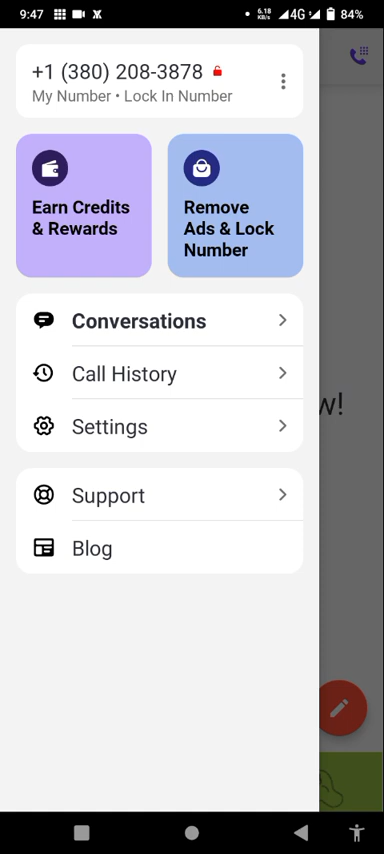 9:47
6.18 KB/s 4G 84%
+1 (380) 208-3878
My Number • Lock In Number
Earn Credits
& Rewards
Remove
Ads & Lock
Number
Conversations
Call History
w!
Settings
Support
Blog